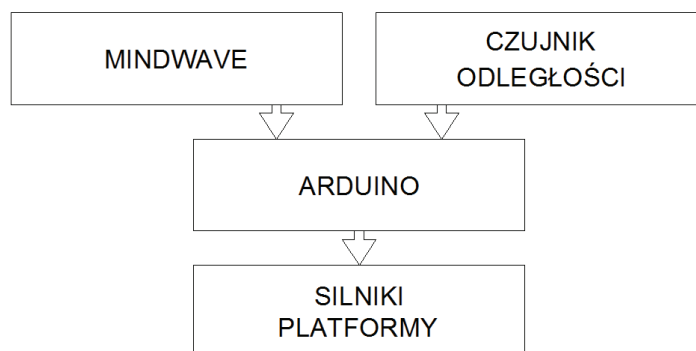 MINDWAVE
CZUJNIK
ODLEGŁOŚCI
ARDUINO
SILNIKI
PLATFORMY